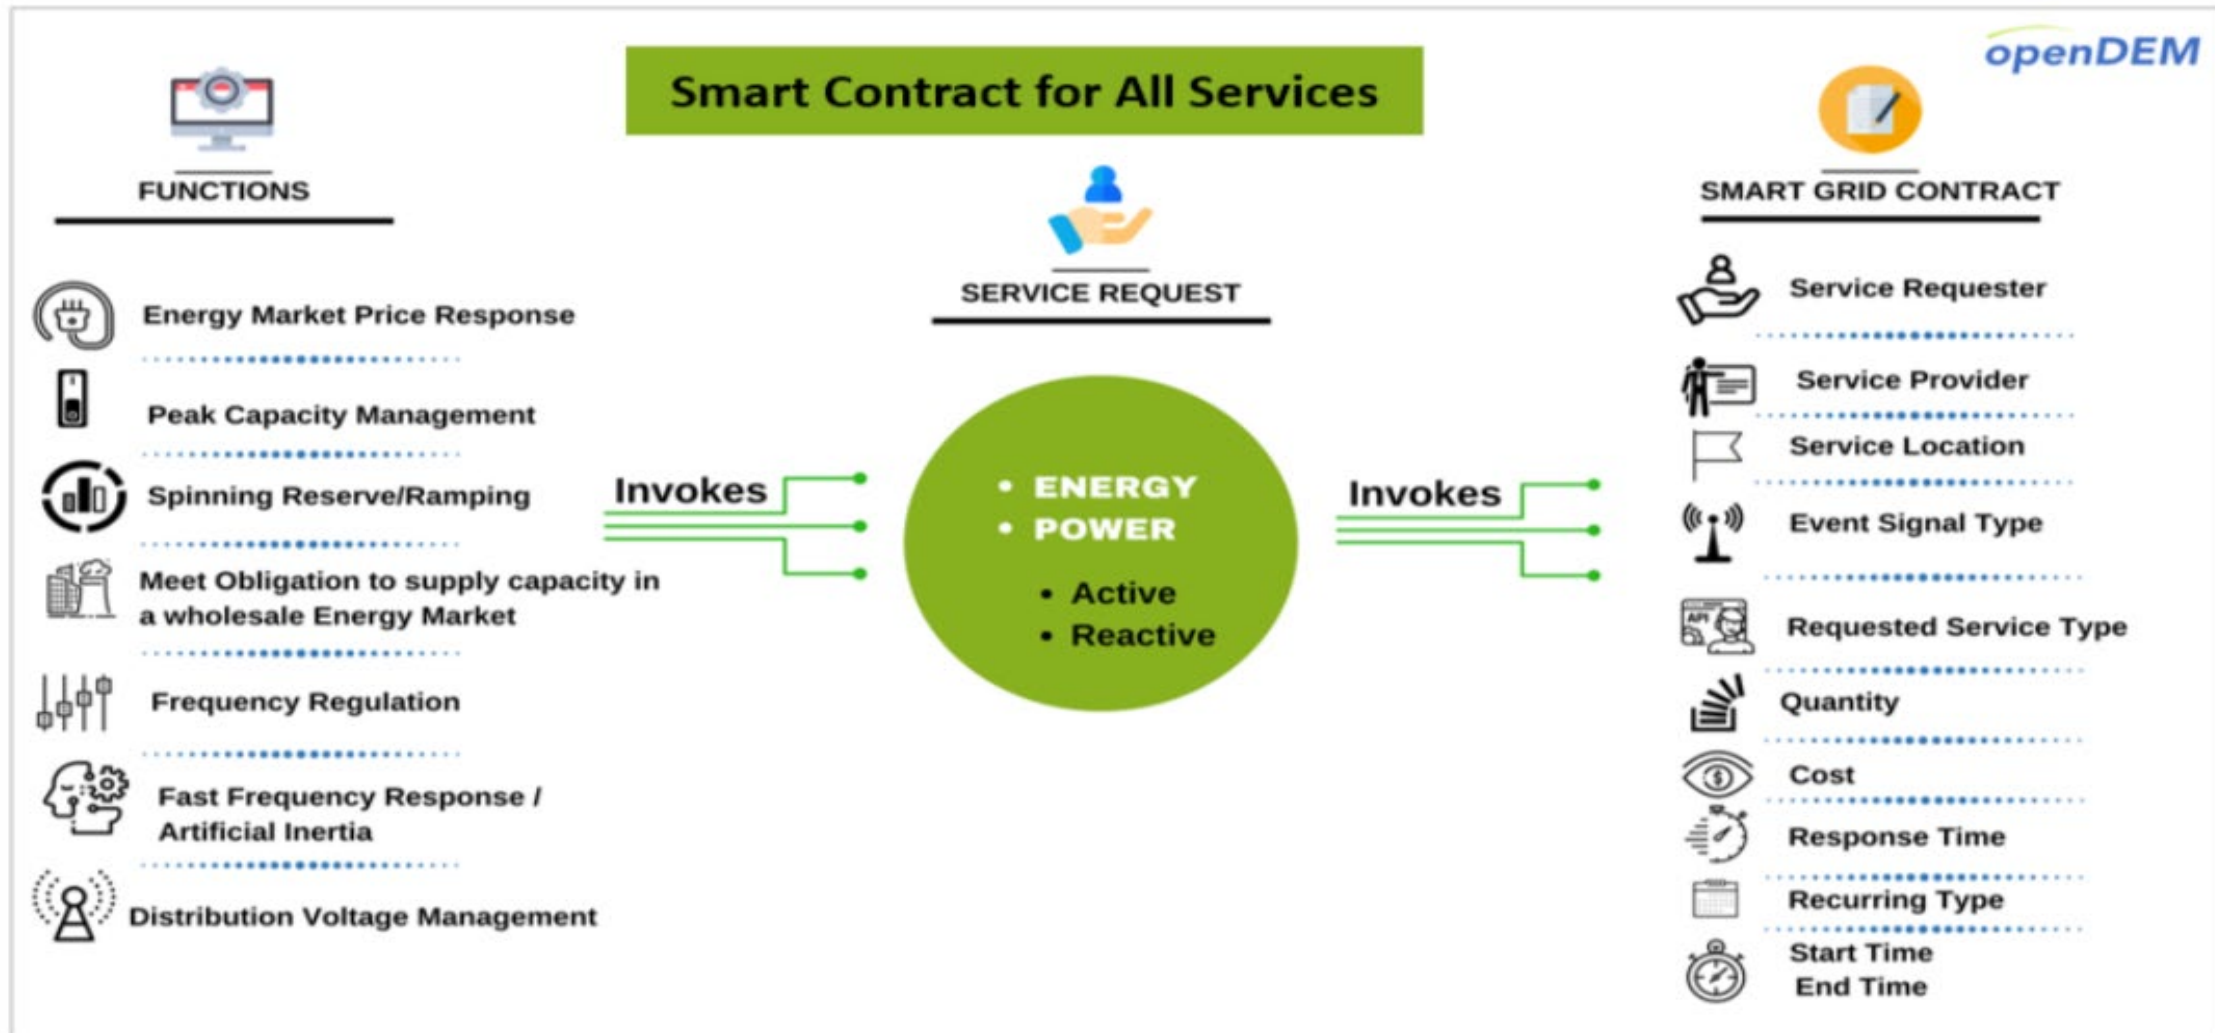 openDEM
Smart Contract for All Services
FUNCTIONS
Energy Market Price Response
Peak Capacity Management
Spinning Reserve/Ramping
Meet Obligation to supply capacity in
a wholesale Energy Market
Frequency Regulation
Fast Frequency Response /
Artificial Inertia
Distribution Voltage Management
Invokes
SERVICE REQUEST
• ENERGY
• POWER
• Active
• Reactive
Invokes
SMART GRID CONTRACT
Service Requester
Service Provider
Service Location
Event Signal Type
API
Requested Service Type
Quantity
$
Cost
Response Time
Recurring Type
Start Time
End Time